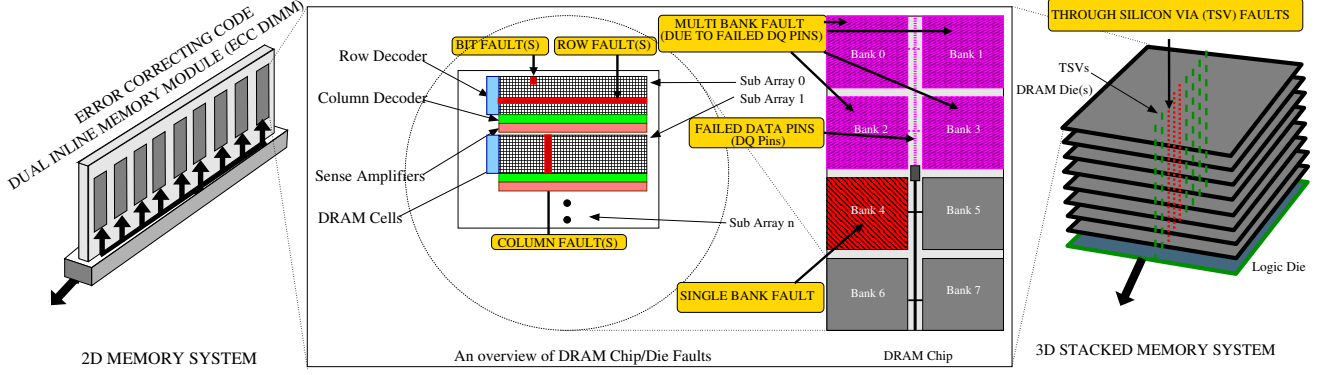 ERROR CORRECTING CODE
DUAL INLINE MEMORY MODULE (ECC DIMM)
2D MEMORY SYSTEM
BIT FAULT(S)
ROW FAULT(S)
Row Decoder
Column Decoder
Sense Amplifiers
DRAM Cells
Sub Array 0
Sub Array 1
Sub Array n
COLUMN FAULT(S)
An overview of DRAM Chip/Die Faults
MULTI BANK FAULT
(DUE TO FAILED DQ PINS)
FAILED DATA PINS
(DQ Pins)
SINGLE BANK FAULT
Bank 0
Bank 1
Bank 2
Bank 3
Bank 4
Bank 5
Bank 6
Bank 7
DRAM Chip
THROUGH SILICON VIA (TSV) FAULTS
TSVs
DRAM Die(s)
Logic Die
3D STACKED MEMORY SYSTEM